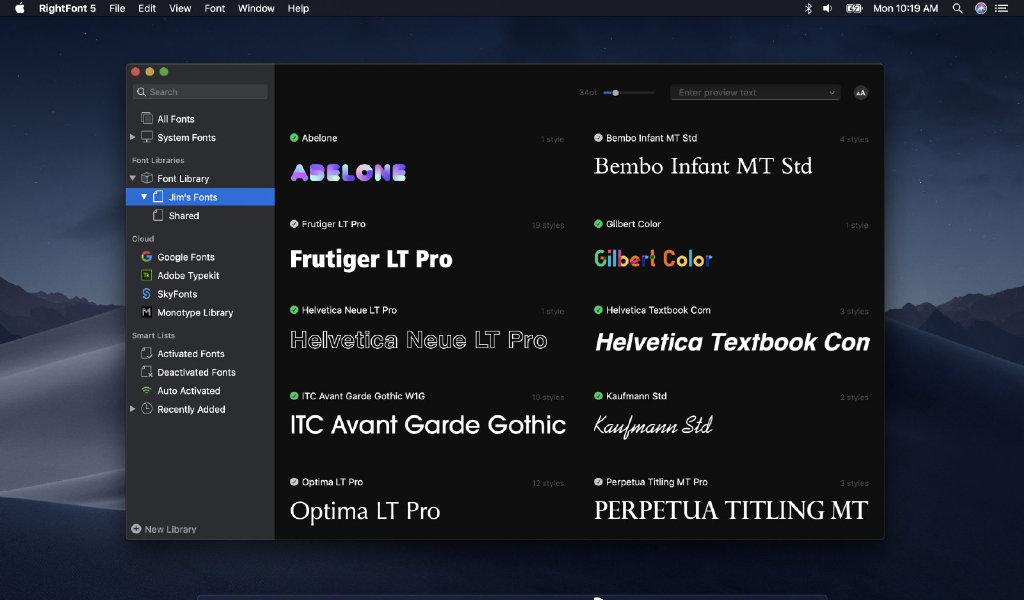 RightFont 5 File Edit View Font Window Help Mon 10:19 AM
Search
34pt Enter preview text AA
All Fonts
System Fonts
Font Libraries
Font Library
Jim's Fonts
Shared
Cloud
Google Fonts
Tk Adobe Typekit
SkyFonts
M Monotype Library
Smart Lists
Activated Fonts
Deactivated Fonts
Auto Activated
Recently Added
New Library
Abelone 1 style
ABELONE
Bembo Infant MT Std 4 styles
Bembo Infant MT Std
Frutiger LT Pro 19 styles
Frutiger LT Pro
Gilbert Color 1 style
Gilbert Color
Helvetica Neue LT Pro 1 style
Helvetica Neue LT Pro
Helvetica Textbook Com 3 styles
Helvetica Textbook Con
ITC Avant Garde Gothic W1G 10 styles
ITC Avant Garde Gothic
Kaufmann Std 2 styles
Kaufmann Std
Optima LT Pro 12 styles
Optima LT Pro
Perpetua Titling MT Pro 3 styles
PERPETUA TITLING MT